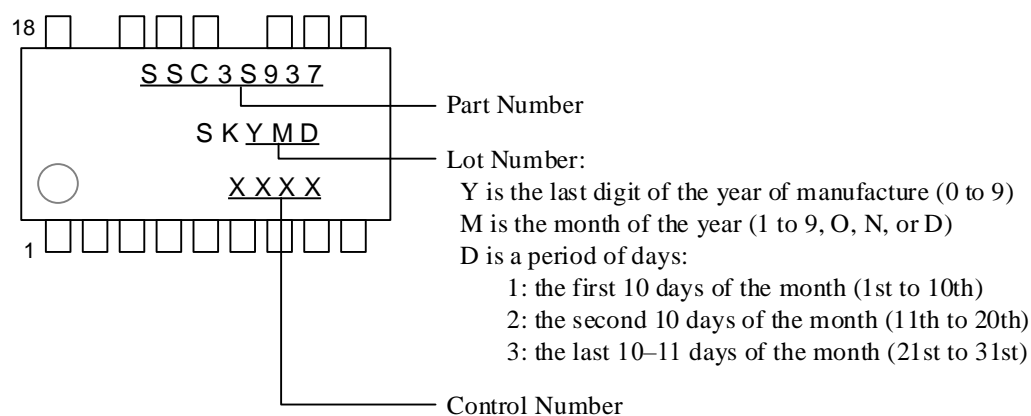 18
SSC3S937
Part Number
SKYMD
Lot Number:
XXXX
Y is the last digit of the year of manufacture (0 to 9)
M is the month of the year (1 to 9, O, N, or D)
1
D is a period of days:
1: the first 10 days of the month (1st to 10th)
2: the second 10 days of the month (11th to 20th)
3: the last 10–11 days of the month (21st to 31st)
Control Number